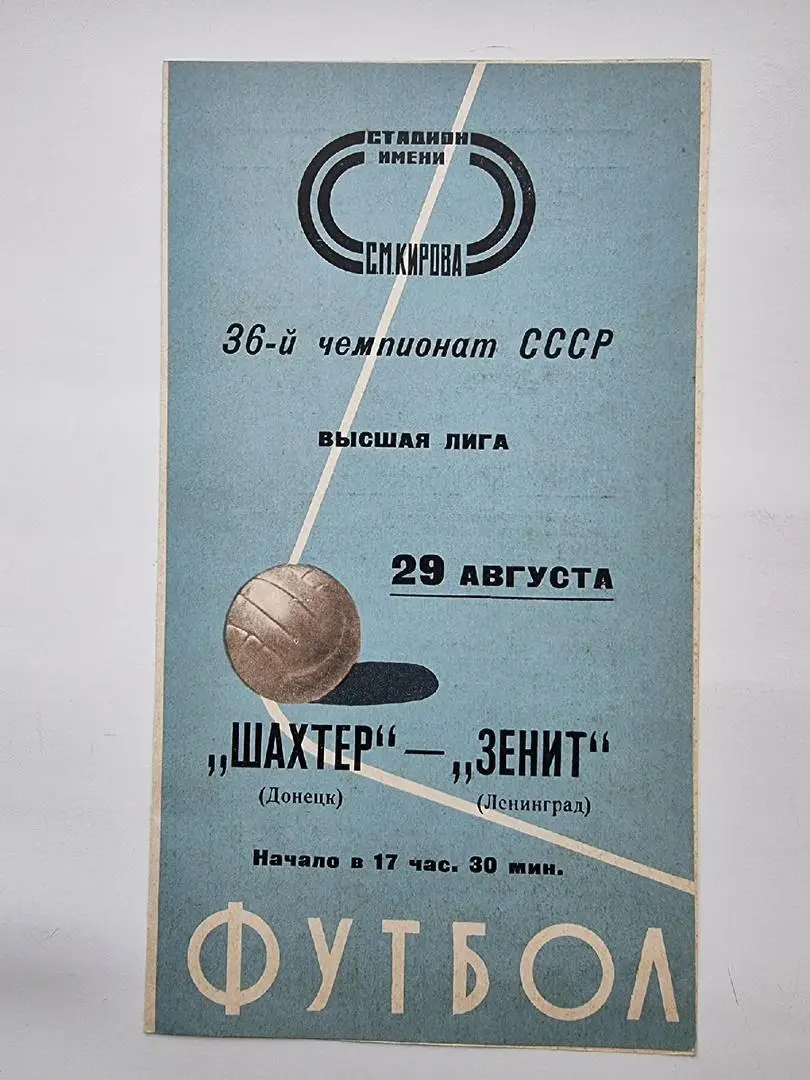 СТАДИОН
ИМЕНИ
С.М.КИРОВА
36-й чемпионат СССР
ВЫСШАЯ ЛИГА
29 АВГУСТА
„ШАХТЕР“ — „ЗЕНИТ“
(Донецк) (Ленинград)
Начало в 17 час. 30 мин.
ФУТБОЛ